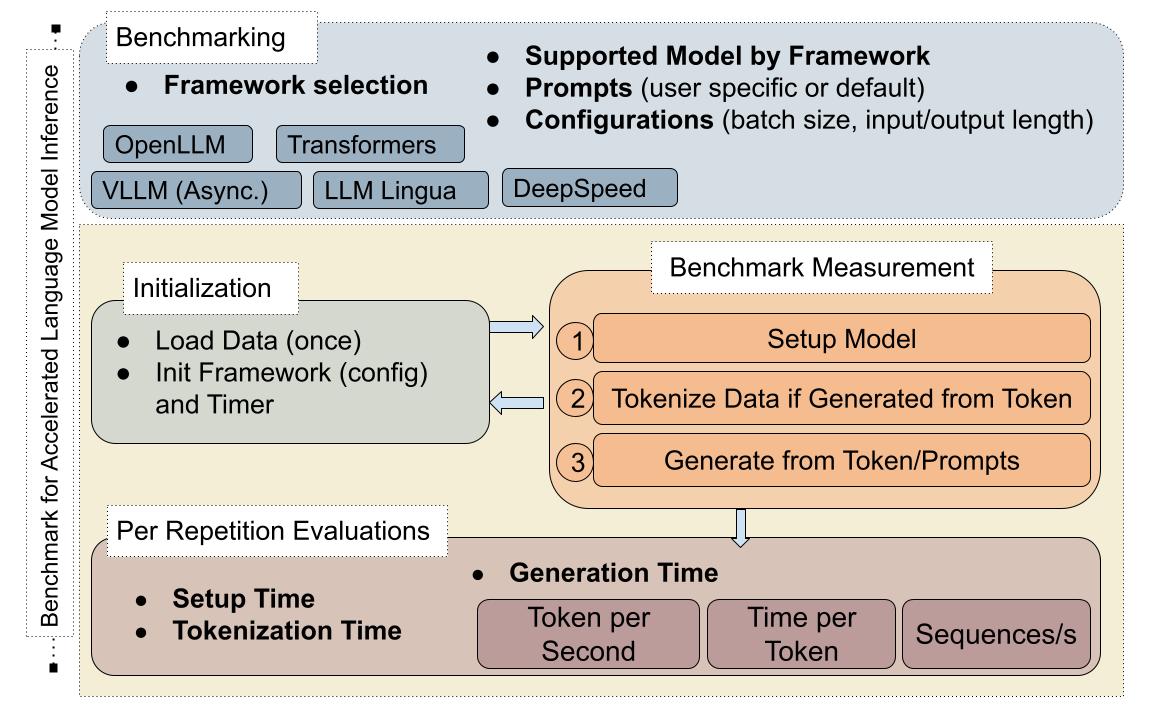 Benchmark for Accelerated Language Model Inference
Benchmarking
● Framework selection
OpenLLM
Transformers
VLLM (Async.)
LLM Lingua
DeepSpeed
● Supported Model by Framework
● Prompts (user specific or default)
● Configurations (batch size, input/output length)
Initialization
● Load Data (once)
● Init Framework (config)
and Timer
Benchmark Measurement
1 Setup Model
2 Tokenize Data if Generated from Token
3 Generate from Token/Prompts
Per Repetition Evaluations
● Setup Time
● Tokenization Time
● Generation Time
Token per
Second
Time per
Token
Sequences/s